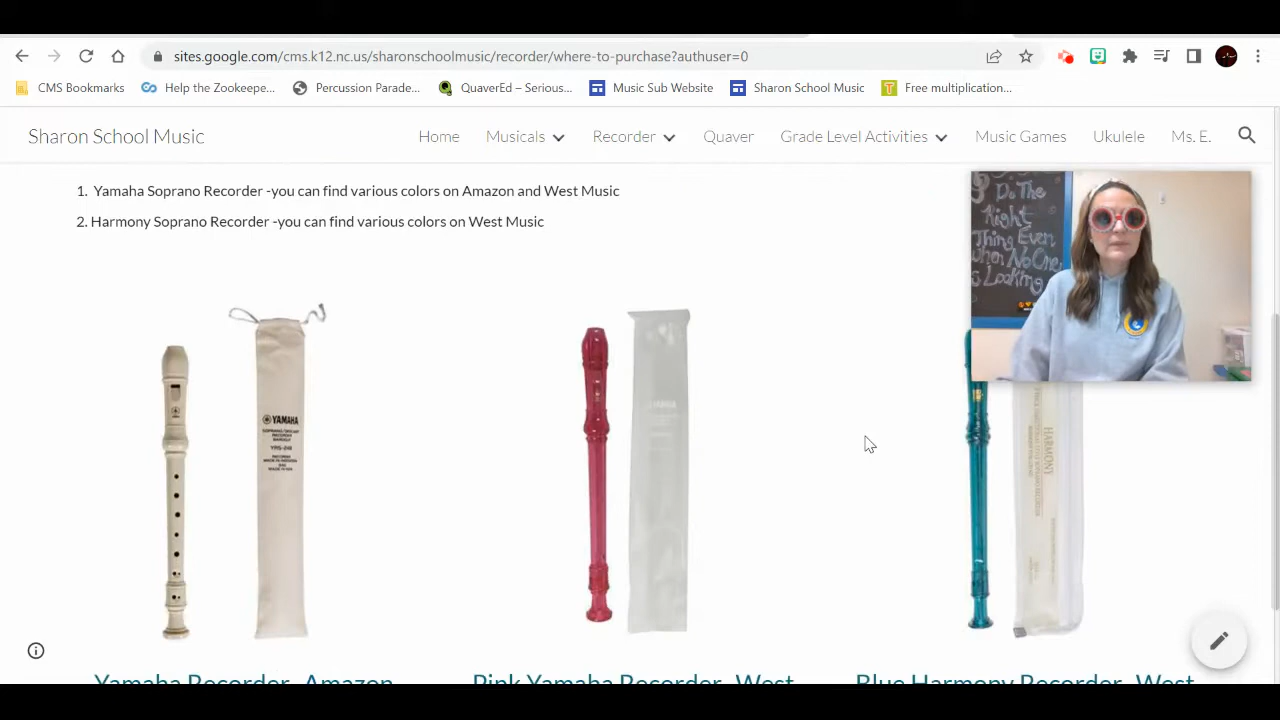 sites.google.com/cms.k12.nc.us/sharonschoolmusic/recorder/where-to-purchase?authuser=0
CMS Bookmarks Help the Zookeepe... Percussion Parade... QuaverEd – Serious... Music Sub Website Sharon School Music Free multiplication...
Sharon School Music Home Musicals Recorder Quaver Grade Level Activities Music Games Ukulele Ms. E.
1. Yamaha Soprano Recorder -you can find various colors on Amazon and West Music
2. Harmony Soprano Recorder -you can find various colors on West Music
Do The
Right
Thing Even
When No One
Is Looking
YAMAHA
YAMAHA
HARMONY
Yamaha Recorder- Amazon
Pink Yamaha Recorder- West
Blue Harmony Recorder- West